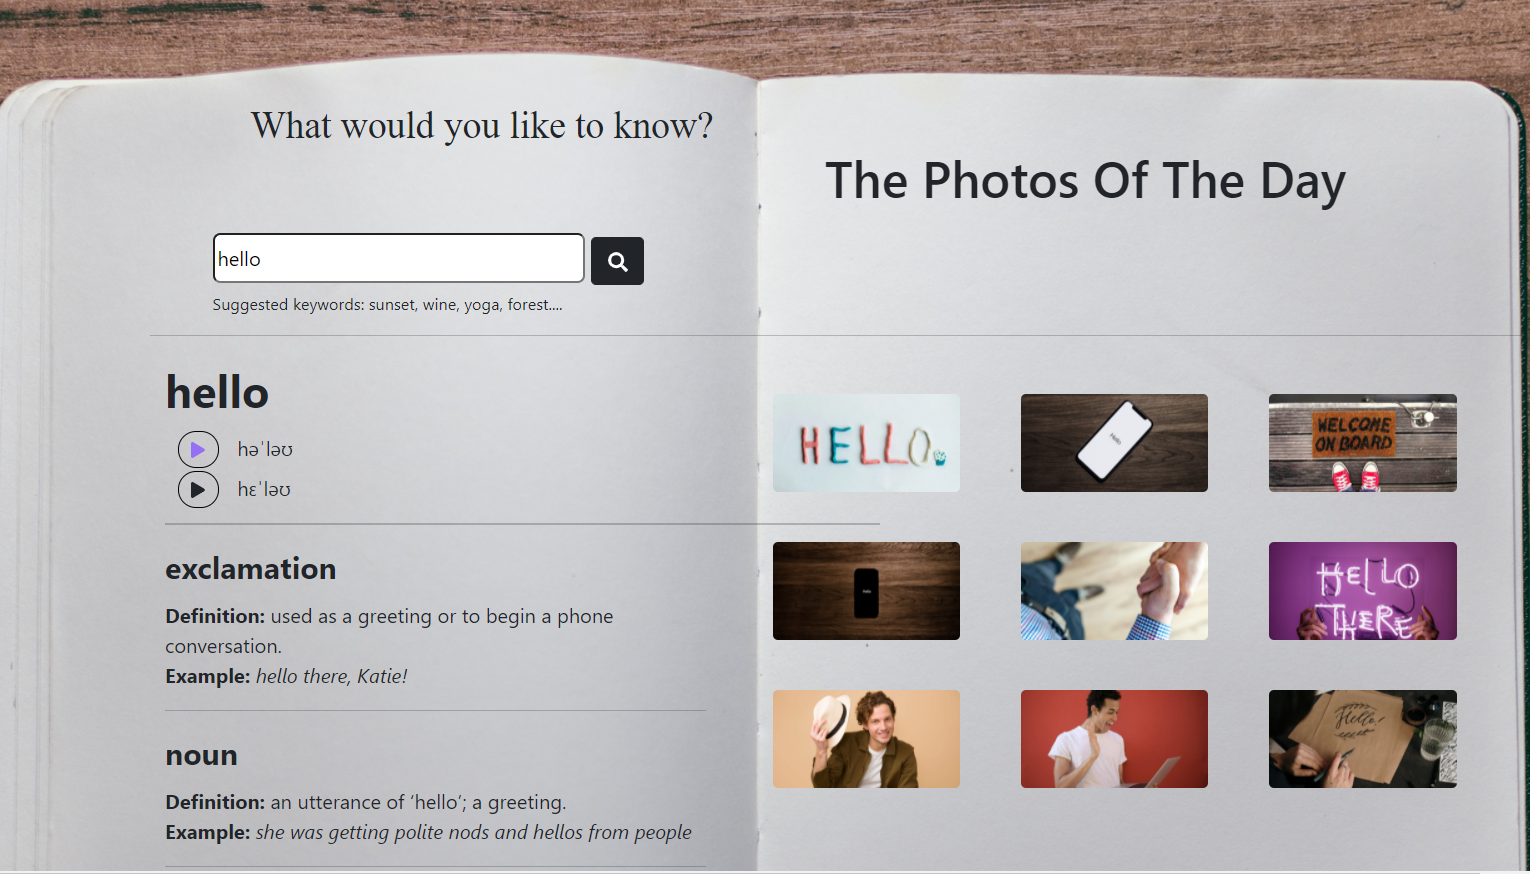 What would you like to know?
The Photos Of The Day
hello
Suggested keywords: sunset, wine, yoga, forest....
hello
həˈləʊ
hɛˈləʊ
exclamation
Definition: used as a greeting or to begin a phone
conversation.
Example: hello there, Katie!
noun
Definition: an utterance of ‘hello’; a greeting.
Example: she was getting polite nods and hellos from people
HELLO
Hello
WELCOME
ON BOARD
Hello
HELLO
THERE
Hello!